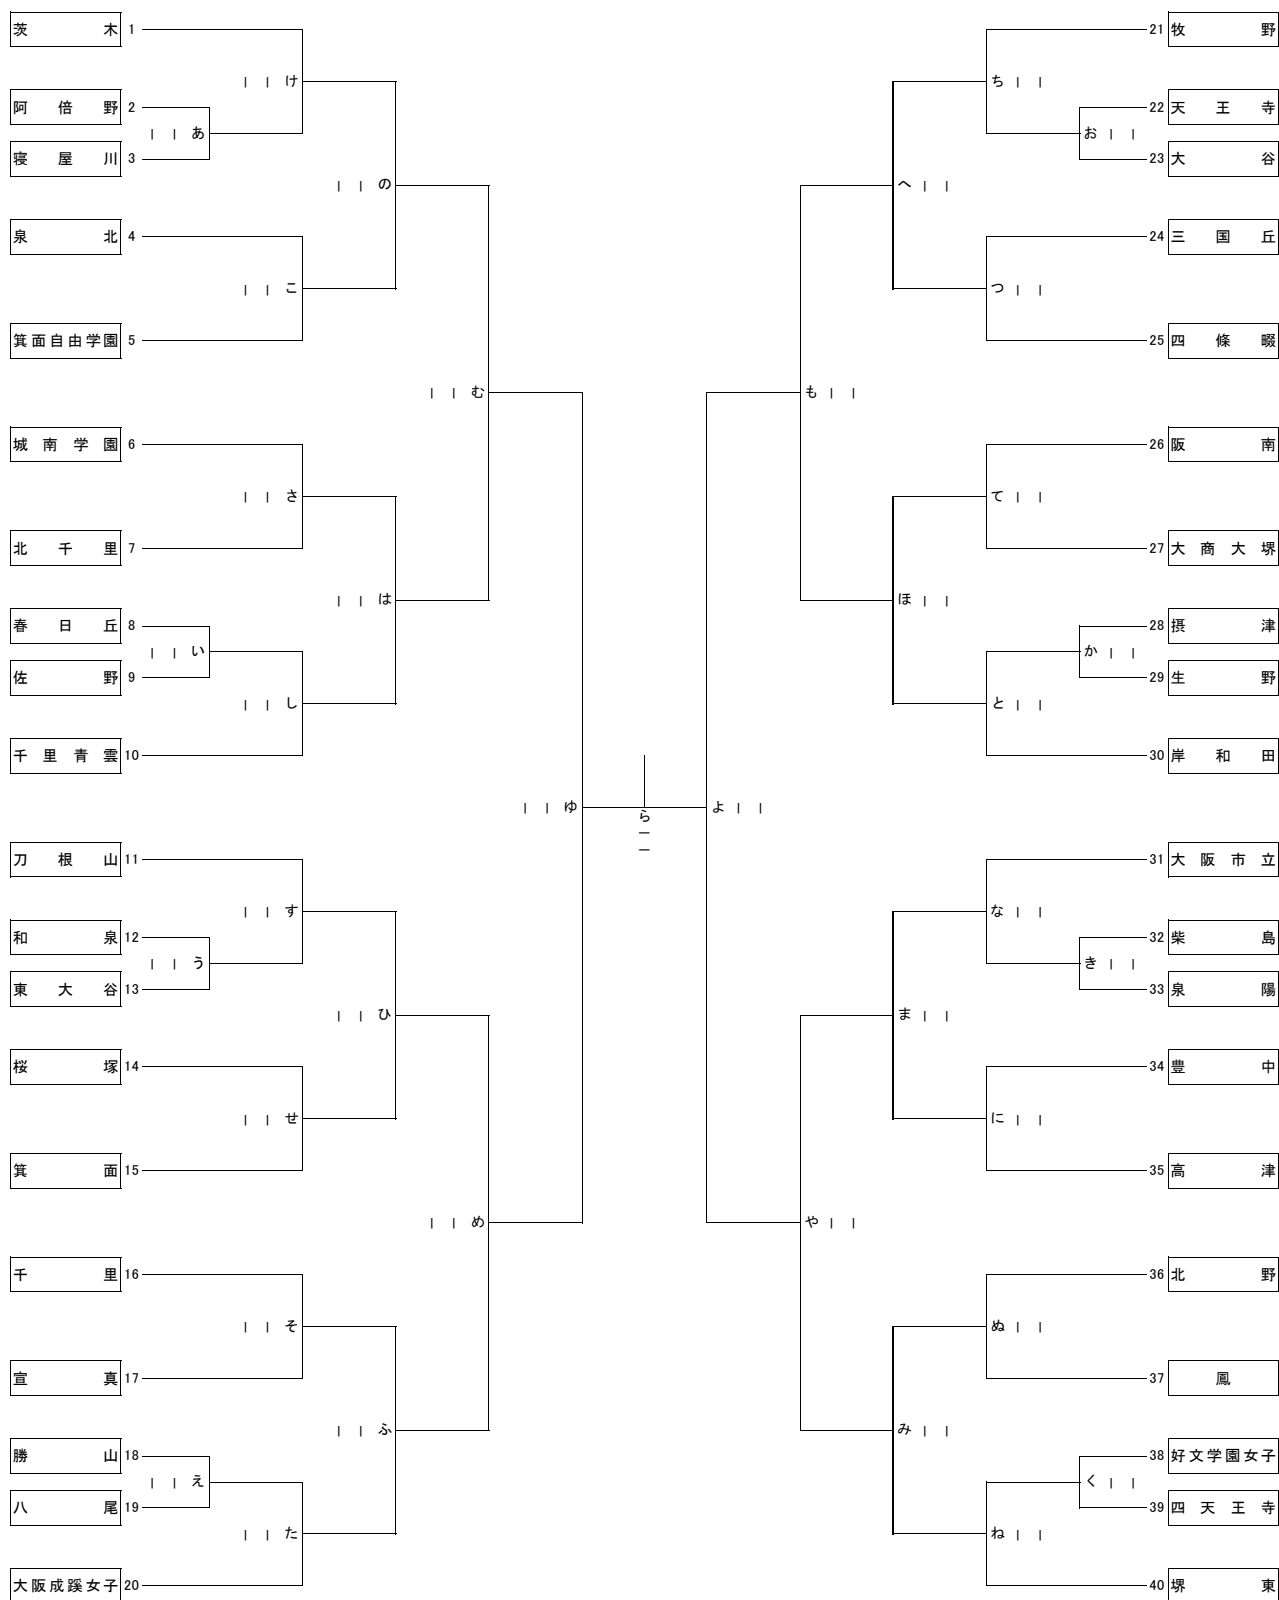 茨木 1
け
阿倍野 2
あ
寝屋川 3
の
泉北 4
こ
箕面自由学園 5
む
城南学園 6
さ
北千里 7
は
春日丘 8
い
佐野 9
し
千里青雲 10
ゆ
刀根山 11
す
和泉 12
う
東大谷 13
ひ
桜塚 14
せ
箕面 15
め
千里 16
そ
宣真 17
ふ
勝山 18
え
八尾 19
た
大阪成蹊女子 20
ら
21 牧野
ち
22 天王寺
お
23 大谷
へ
24 三国丘
つ
25 四條畷
も
26 阪南
て
27 大商大堺
ほ
28 摂津
か
29 生野
と
30 岸和田
よ
31 大阪市立
な
32 柴島
き
33 泉陽
ま
34 豊中
に
35 高津
や
36 北野
ぬ
37 鳳
み
38 好文学園女子
く
39 四天王寺
ね
40 堺東